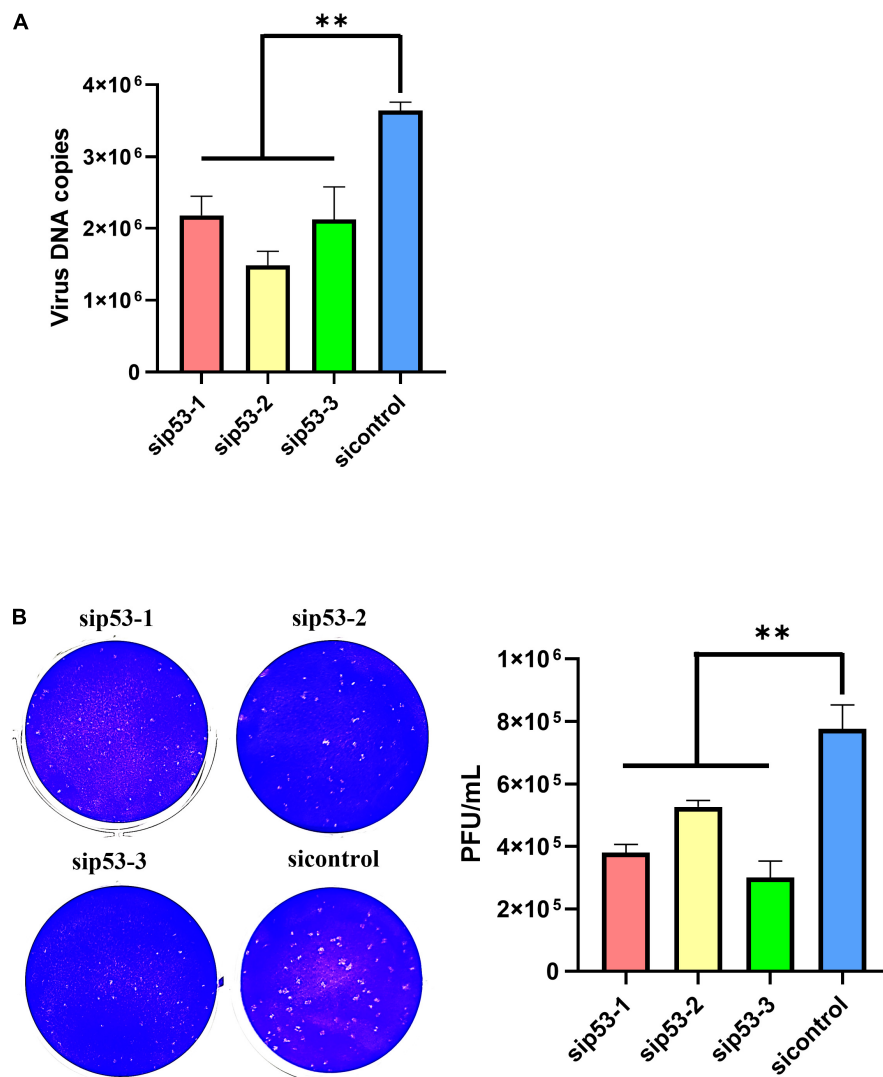 A
**
4×10⁶
3×10⁶
2×10⁶
1×10⁶
0
Virus DNA copies
sip53-1
sip53-2
sip53-3
sicontrol
B
sip53-1
sip53-2
sip53-3
sicontrol
**
1×10⁶
8×10⁵
6×10⁵
4×10⁵
2×10⁵
0
PFU/mL
sip53-1
sip53-2
sip53-3
sicontrol